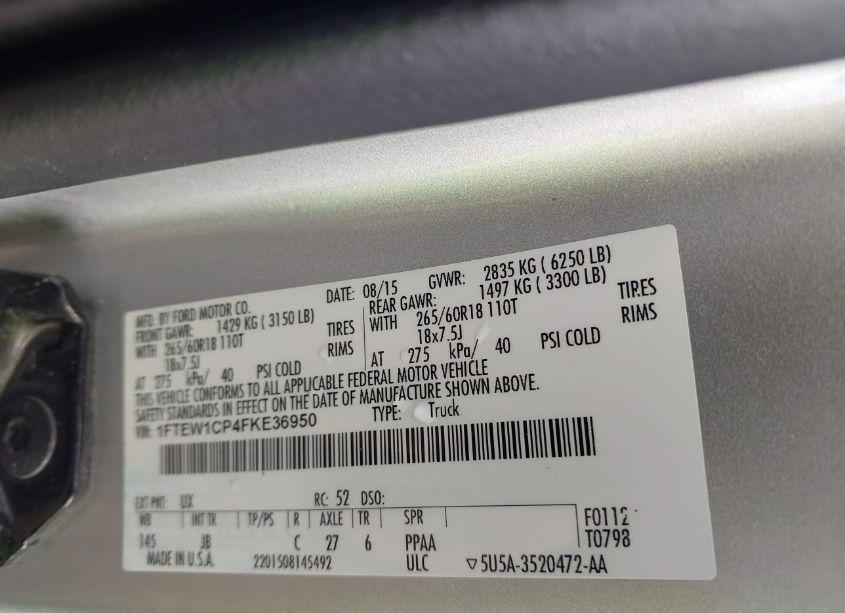 MFD. BY FORD MOTOR CO.
DATE: 08/15
GVWR: 2835 KG ( 6250 LB)
FRONT GAWR: 1429 KG ( 3150 LB)
REAR GAWR: 1497 KG ( 3300 LB)
WITH 265/60R18 110T TIRES
WITH 265/60R18 110T TIRES
18x7.5J RIMS
18x7.5J RIMS
AT 275 kPa/ 40 PSI COLD
AT 275 kPa/ 40 PSI COLD
THIS VEHICLE CONFORMS TO ALL APPLICABLE FEDERAL MOTOR VEHICLE
SAFETY STANDARDS IN EFFECT ON THE DATE OF MANUFACTURE SHOWN ABOVE.
VIN: 1FTEW1CP4FKE36950 TYPE: Truck
EXT PNT: UX RC: 52 DSO:
WB INT TR TP/PS R AXLE TR SPR F0112
145 JB C 27 6 PPAA T0798
MADE IN U.S.A. 2201508145492 ULC ▽5U5A-3520472-AA